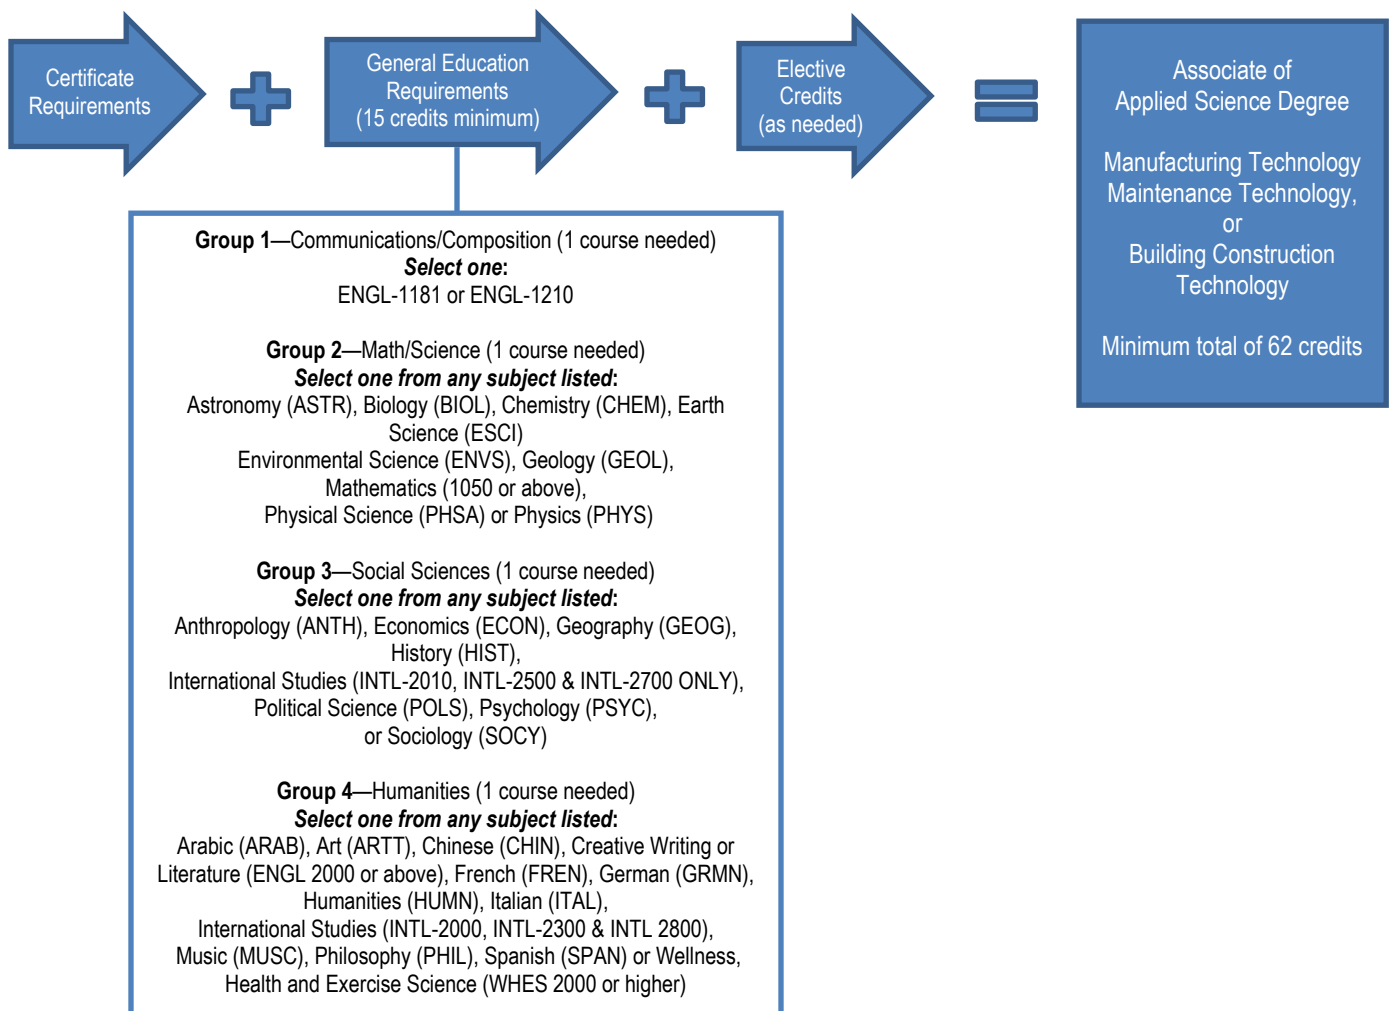 Certificate
Requirements
General Education
Requirements
(15 credits minimum)
Elective
Credits
(as needed)
Associate of
Applied Science Degree
Manufacturing Technology
Maintenance Technology,
or
Building Construction
Technology
Minimum total of 62 credits
Group 1—Communications/Composition (1 course needed)
Select one:
ENGL-1181 or ENGL-1210
Group 2—Math/Science (1 course needed)
Select one from any subject listed:
Astronomy (ASTR), Biology (BIOL), Chemistry (CHEM), Earth
Science (ESCI)
Environmental Science (ENVS), Geology (GEOL),
Mathematics (1050 or above),
Physical Science (PHSA) or Physics (PHYS)
Group 3—Social Sciences (1 course needed)
Select one from any subject listed:
Anthropology (ANTH), Economics (ECON), Geography (GEOG),
History (HIST),
International Studies (INTL-2010, INTL-2500 & INTL-2700 ONLY),
Political Science (POLS), Psychology (PSYC),
or Sociology (SOCY)
Group 4—Humanities (1 course needed)
Select one from any subject listed:
Arabic (ARAB), Art (ARTT), Chinese (CHIN), Creative Writing or
Literature (ENGL 2000 or above), French (FREN), German (GRMN),
Humanities (HUMN), Italian (ITAL),
International Studies (INTL-2000, INTL-2300 & INTL 2800),
Music (MUSC), Philosophy (PHIL), Spanish (SPAN) or Wellness,
Health and Exercise Science (WHES 2000 or higher)